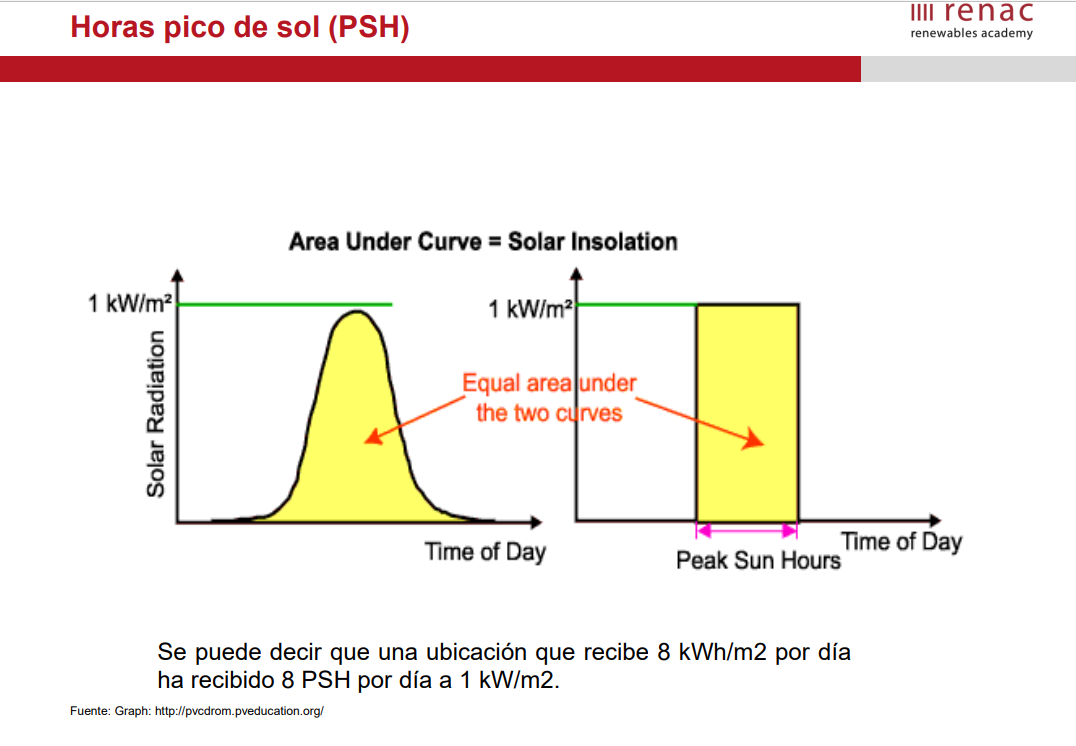 Horas pico de sol (PSH)
renac
renewables academy
Area Under Curve = Solar Insolation
1 kW/m²
Solar Radiation
Time of Day
Equal area under
the two curves
1 kW/m²
Peak Sun Hours
Time of Day
Se puede decir que una ubicación que recibe 8 kWh/m2 por día
ha recibido 8 PSH por día a 1 kW/m2.
Fuente: Graph: http://pvcdrom.pveducation.org/